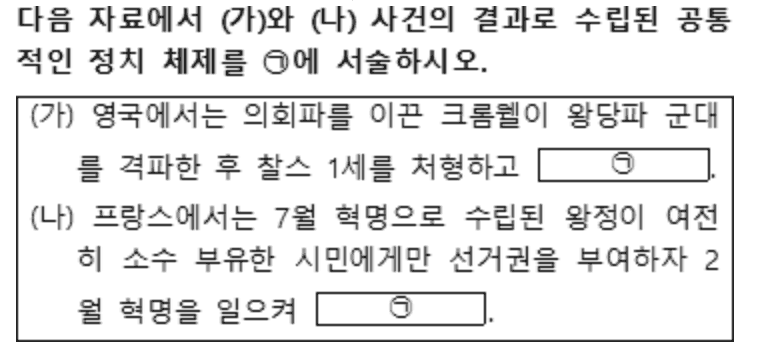 다음 자료에서 (가)와 (나) 사건의 결과로 수립된 공통
적인 정치 체제를 ㉠에 서술하시오.
(가) 영국에서는 의회파를 이끈 크롬웰이 왕당파 군대
를 격파한 후 찰스 1세를 처형하고 ㉠.
(나) 프랑스에서는 7월 혁명으로 수립된 왕정이 여전
히 소수 부유한 시민에게만 선거권을 부여하자 2
월 혁명을 일으켜 ㉠.